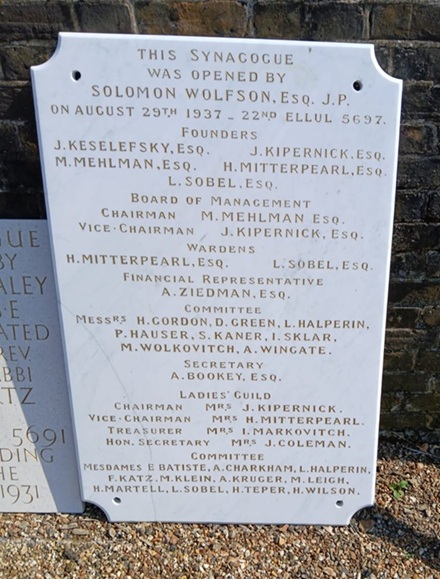 THIS SYNAGOGUE
WAS OPENED BY
SOLOMON WOLFSON, ESQ. J.P.
ON AUGUST 29TH 1937 - 22ND ELLUL 5697.
FOUNDERS
J. KESELEFSKY, ESQ. J. KIPERNICK. ESQ.
M. MEHLMAN, ESQ. H. MITTERPEARL, ESQ.
L. SOBEL, ESQ.
BOARD OF MANAGEMENT
CHAIRMAN M. MEHLMAN ESQ.
VICE-CHAIRMAN J. KIPERNICK, ESQ.
WARDENS
H. MITTERPEARL, ESQ. L. SOBEL, ESQ.
FINANCIAL REPRESENTATIVE
A. ZIEDMAN, ESQ.
COMMITTEE
MESSRS H. GORDON, D. GREEN, L. HALPERIN,
P. HAUSER, S. KANER, I. SKLAR,
M. WOLKOVITCH, A. WINGATE.
SECRETARY
A. BOOKEY, ESQ.
LADIES' GUILD
CHAIRMAN MRS J. KIPERNICK.
VICE-CHAIRMAN MRS H. MITTERPEARL.
TREASURER MRS I. MARKOVITCH.
HON. SECRETARY MRS J. COLEMAN.
COMMITTEE
MESDAMES E BATISTE, A. CHARKHAM, L. HALPERIN,
F. KATZ, M. KLEIN, A. KRUGER, M. LEIGH,
H. MARTELL, L. SOBEL, H. TEPER, H. WILSON.
GUE
BY
ALEY
BE
ATED
REV.
BBI
TZ
5691
DING
HE
1931